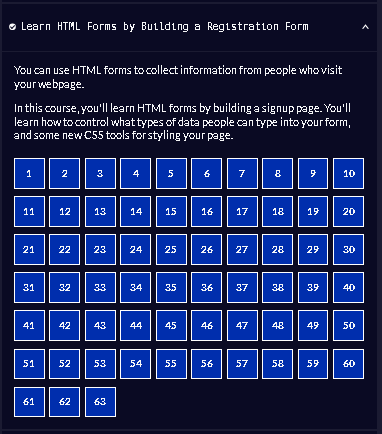 Learn HTML Forms by Building a Registration Form
You can use HTML forms to collect information from people who visit
your webpage.
In this course, you'll learn HTML forms by building a signup page. You'll
learn how to control what types of data people can type into your form,
and some new CSS tools for styling your page.
1 2 3 4 5 6 7 8 9 10
11 12 13 14 15 16 17 18 19 20
21 22 23 24 25 26 27 28 29 30
31 32 33 34 35 36 37 38 39 40
41 42 43 44 45 46 47 48 49 50
51 52 53 54 55 56 57 58 59 60
61 62 63